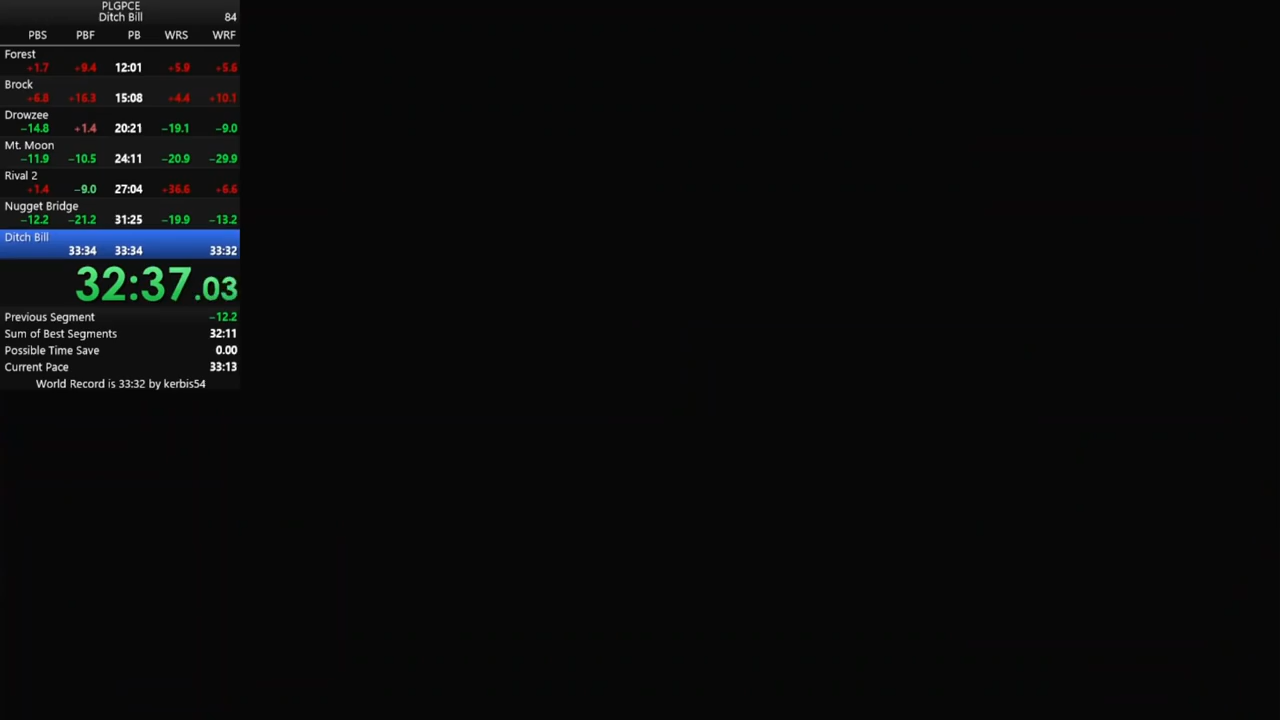 PLGPCE
Ditch Bill 84
PBS PBF PB WRS WRF
Forest
+1.7 +9.4 12:01 +5.9 +5.6
Brock
+6.8 +16.3 15:08 +4.4 +10.1
Drowzee
−14.8 +1.4 20:21 −19.1 −9.0
Mt. Moon
−11.9 −10.5 24:11 −20.9 −29.9
Rival 2
+1.4 −9.0 27:04 +36.6 +6.6
Nugget Bridge
−12.2 −21.2 31:25 −19.9 −13.2
Ditch Bill
33:34 33:34 33:32
32:37.03
Previous Segment −12.2
Sum of Best Segments 32:11
Possible Time Save 0.00
Current Pace 33:13
World Record is 33:32 by kerbis54